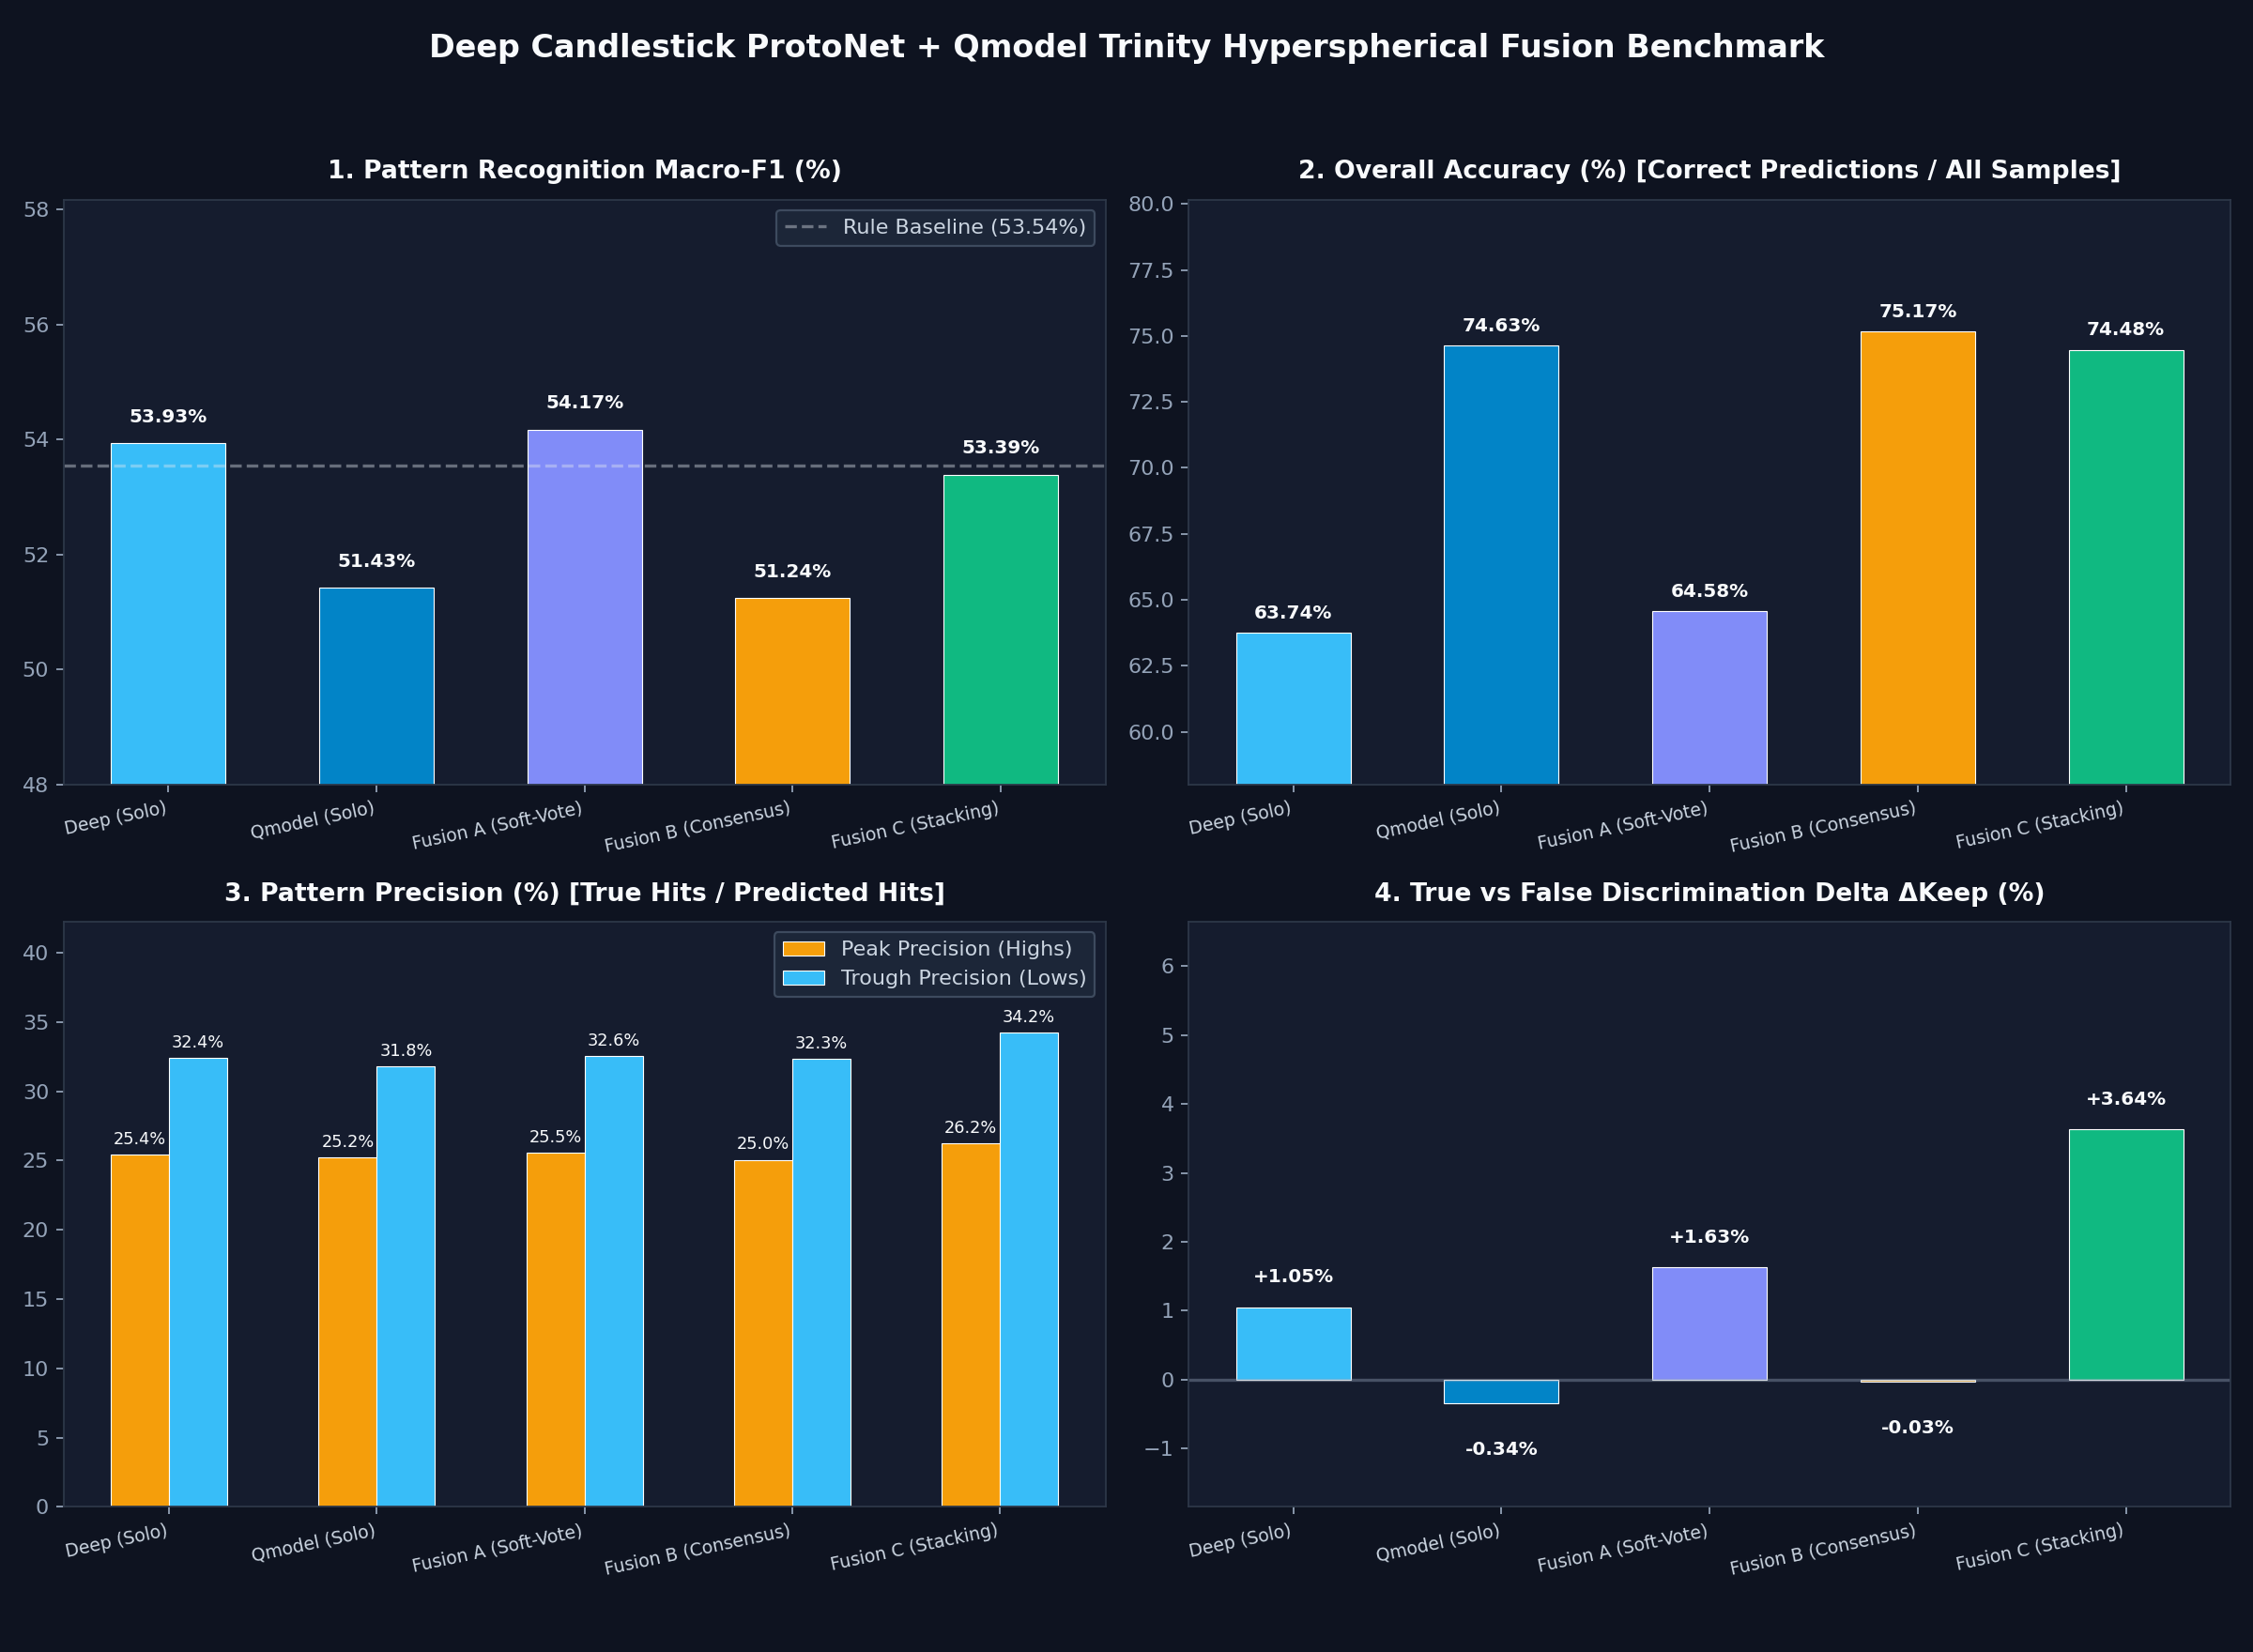 Deep Candlestick ProtoNet + Qmodel Trinity Hyperspherical Fusion Benchmark
1. Pattern Recognition Macro-F1 (%)
58
56
54
52
50
48
Rule Baseline (53.54%)
53.93%
51.43%
54.17%
51.24%
53.39%
Deep (Solo)
Qmodel (Solo)
Fusion A (Soft-Vote)
Fusion B (Consensus)
Fusion C (Stacking)
2. Overall Accuracy (%) [Correct Predictions / All Samples]
80.0
77.5
75.0
72.5
70.0
67.5
65.0
62.5
60.0
63.74%
74.63%
64.58%
75.17%
74.48%
Deep (Solo)
Qmodel (Solo)
Fusion A (Soft-Vote)
Fusion B (Consensus)
Fusion C (Stacking)
3. Pattern Precision (%) [True Hits / Predicted Hits]
40
35
30
25
20
15
10
5
0
Peak Precision (Highs)
Trough Precision (Lows)
25.4%
32.4%
25.2%
31.8%
25.5%
32.6%
25.0%
32.3%
26.2%
34.2%
Deep (Solo)
Qmodel (Solo)
Fusion A (Soft-Vote)
Fusion B (Consensus)
Fusion C (Stacking)
4. True vs False Discrimination Delta ΔKeep (%)
6
5
4
3
2
1
0
−1
+1.05%
-0.34%
+1.63%
-0.03%
+3.64%
Deep (Solo)
Qmodel (Solo)
Fusion A (Soft-Vote)
Fusion B (Consensus)
Fusion C (Stacking)